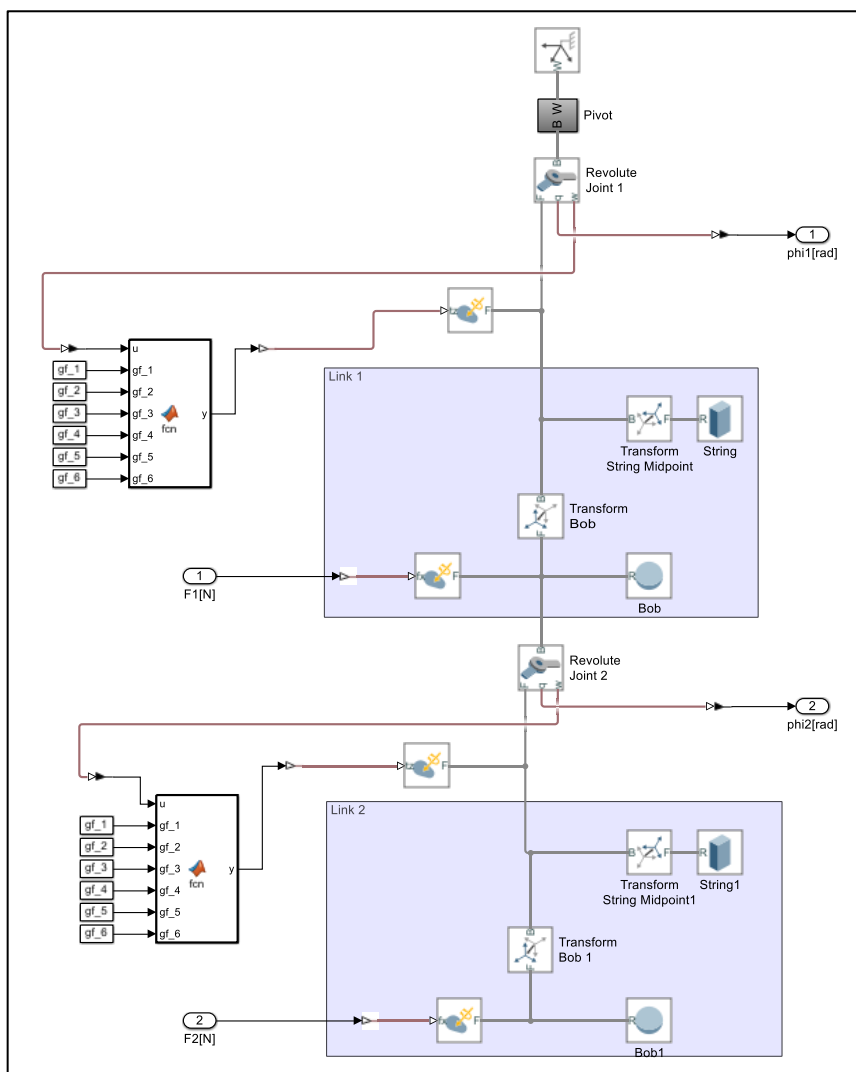 W
B W
Pivot
B
F q w
Revolute
Joint 1
1
phi1[rad]
F
u
gf_1
gf_2
gf_3
gf_4
gf_5
gf_6
gf_1
gf_2
gf_3
gf_4
gf_5
gf_6
fcn
y
Link 1
B F
R
Transform
String Midpoint
String
B
F
Transform
Bob
1
F1[N]
fx F
R
Bob
B
F q w
Revolute
Joint 2
2
phi2[rad]
F
u
gf_1
gf_2
gf_3
gf_4
gf_5
gf_6
gf_1
gf_2
gf_3
gf_4
gf_5
gf_6
fcn
y
Link 2
B F
R
Transform
String Midpoint1
String1
B
F
Transform
Bob 1
2
F2[N]
fx F
R
Bob1